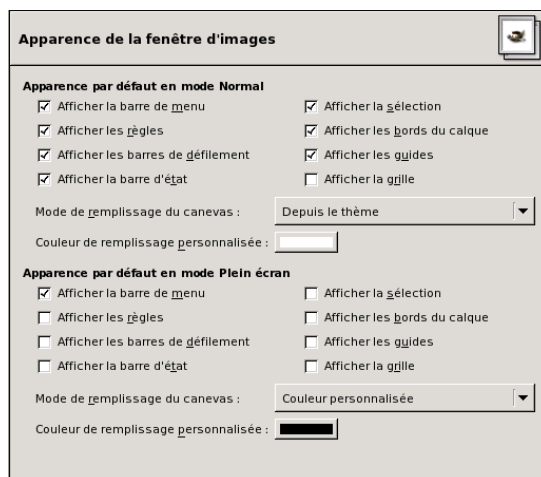 Apparence de la fenêtre d'images
Apparence par défaut en mode Normal
Afficher la barre de menu
Afficher la sélection
Afficher les règles
Afficher les bords du calque
Afficher les barres de défilement
Afficher les guides
Afficher la barre d'état
Afficher la grille
Mode de remplissage du canevas : Depuis le thème
Couleur de remplissage personnalisée :
Apparence par défaut en mode Plein écran
Afficher la barre de menu
Afficher la sélection
Afficher les règles
Afficher les bords du calque
Afficher les barres de défilement
Afficher les guides
Afficher la barre d'état
Afficher la grille
Mode de remplissage du canevas : Couleur personnalisée
Couleur de remplissage personnalisée :